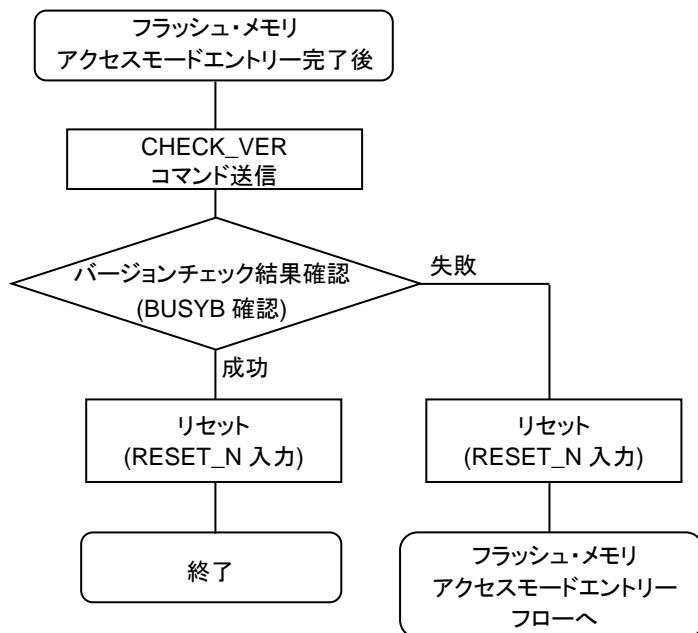 フラッシュ・メモリ
アクセスモードエントリー完了後
CHECK_VER
コマンド送信
バージョンチェック結果確認
(BUSYB 確認)
失敗
成功
リセット
(RESET_N 入力)
リセット
(RESET_N 入力)
終了
フラッシュ・メモリ
アクセスモードエントリー
フローへ